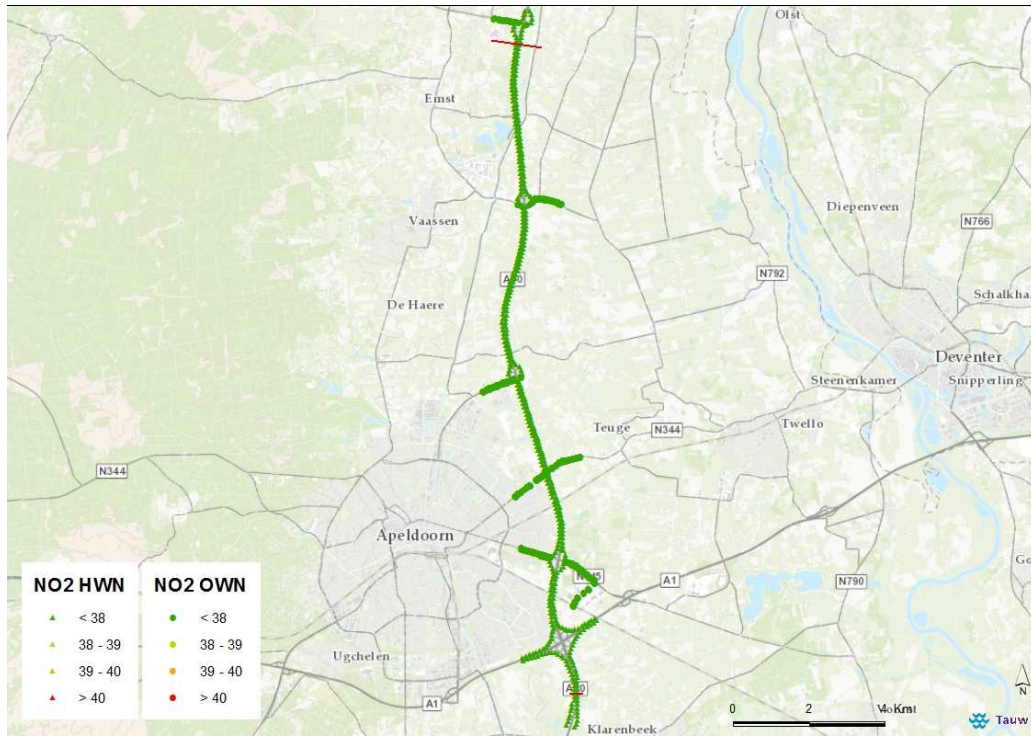 Olst
Emst
Diepenveen
Vaassen
N766
N792
De Haere
Schalkha
Deventer
Steenenkamer
Snipperling
Teuge
N344
Twello
N344
Apeldoorn
A1
N790
NO2 HWN
NO2 OWN
< 38
< 38
38 - 39
38 - 39
39 - 40
39 - 40
> 40
> 40
Ugchelen
A1
Klarenbeek
0 2 4 Km
N
Tauw